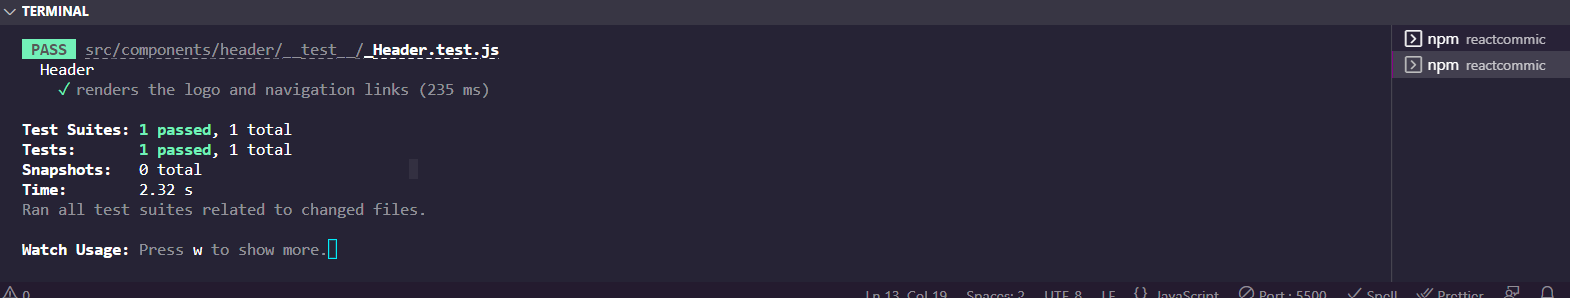 TERMINAL
PASS src/components/header/__test__/_Header.test.js
Header
✓ renders the logo and navigation links (235 ms)
Test Suites: 1 passed, 1 total
Tests: 1 passed, 1 total
Snapshots: 0 total
Time: 2.32 s
Ran all test suites related to changed files.
Watch Usage: Press w to show more.
npm reactcommic
npm reactcommic
0 Ln 13, Col 19 Spaces: 2 UTF-8 LF {} JavaScript Port : 5500 Spell Prettier